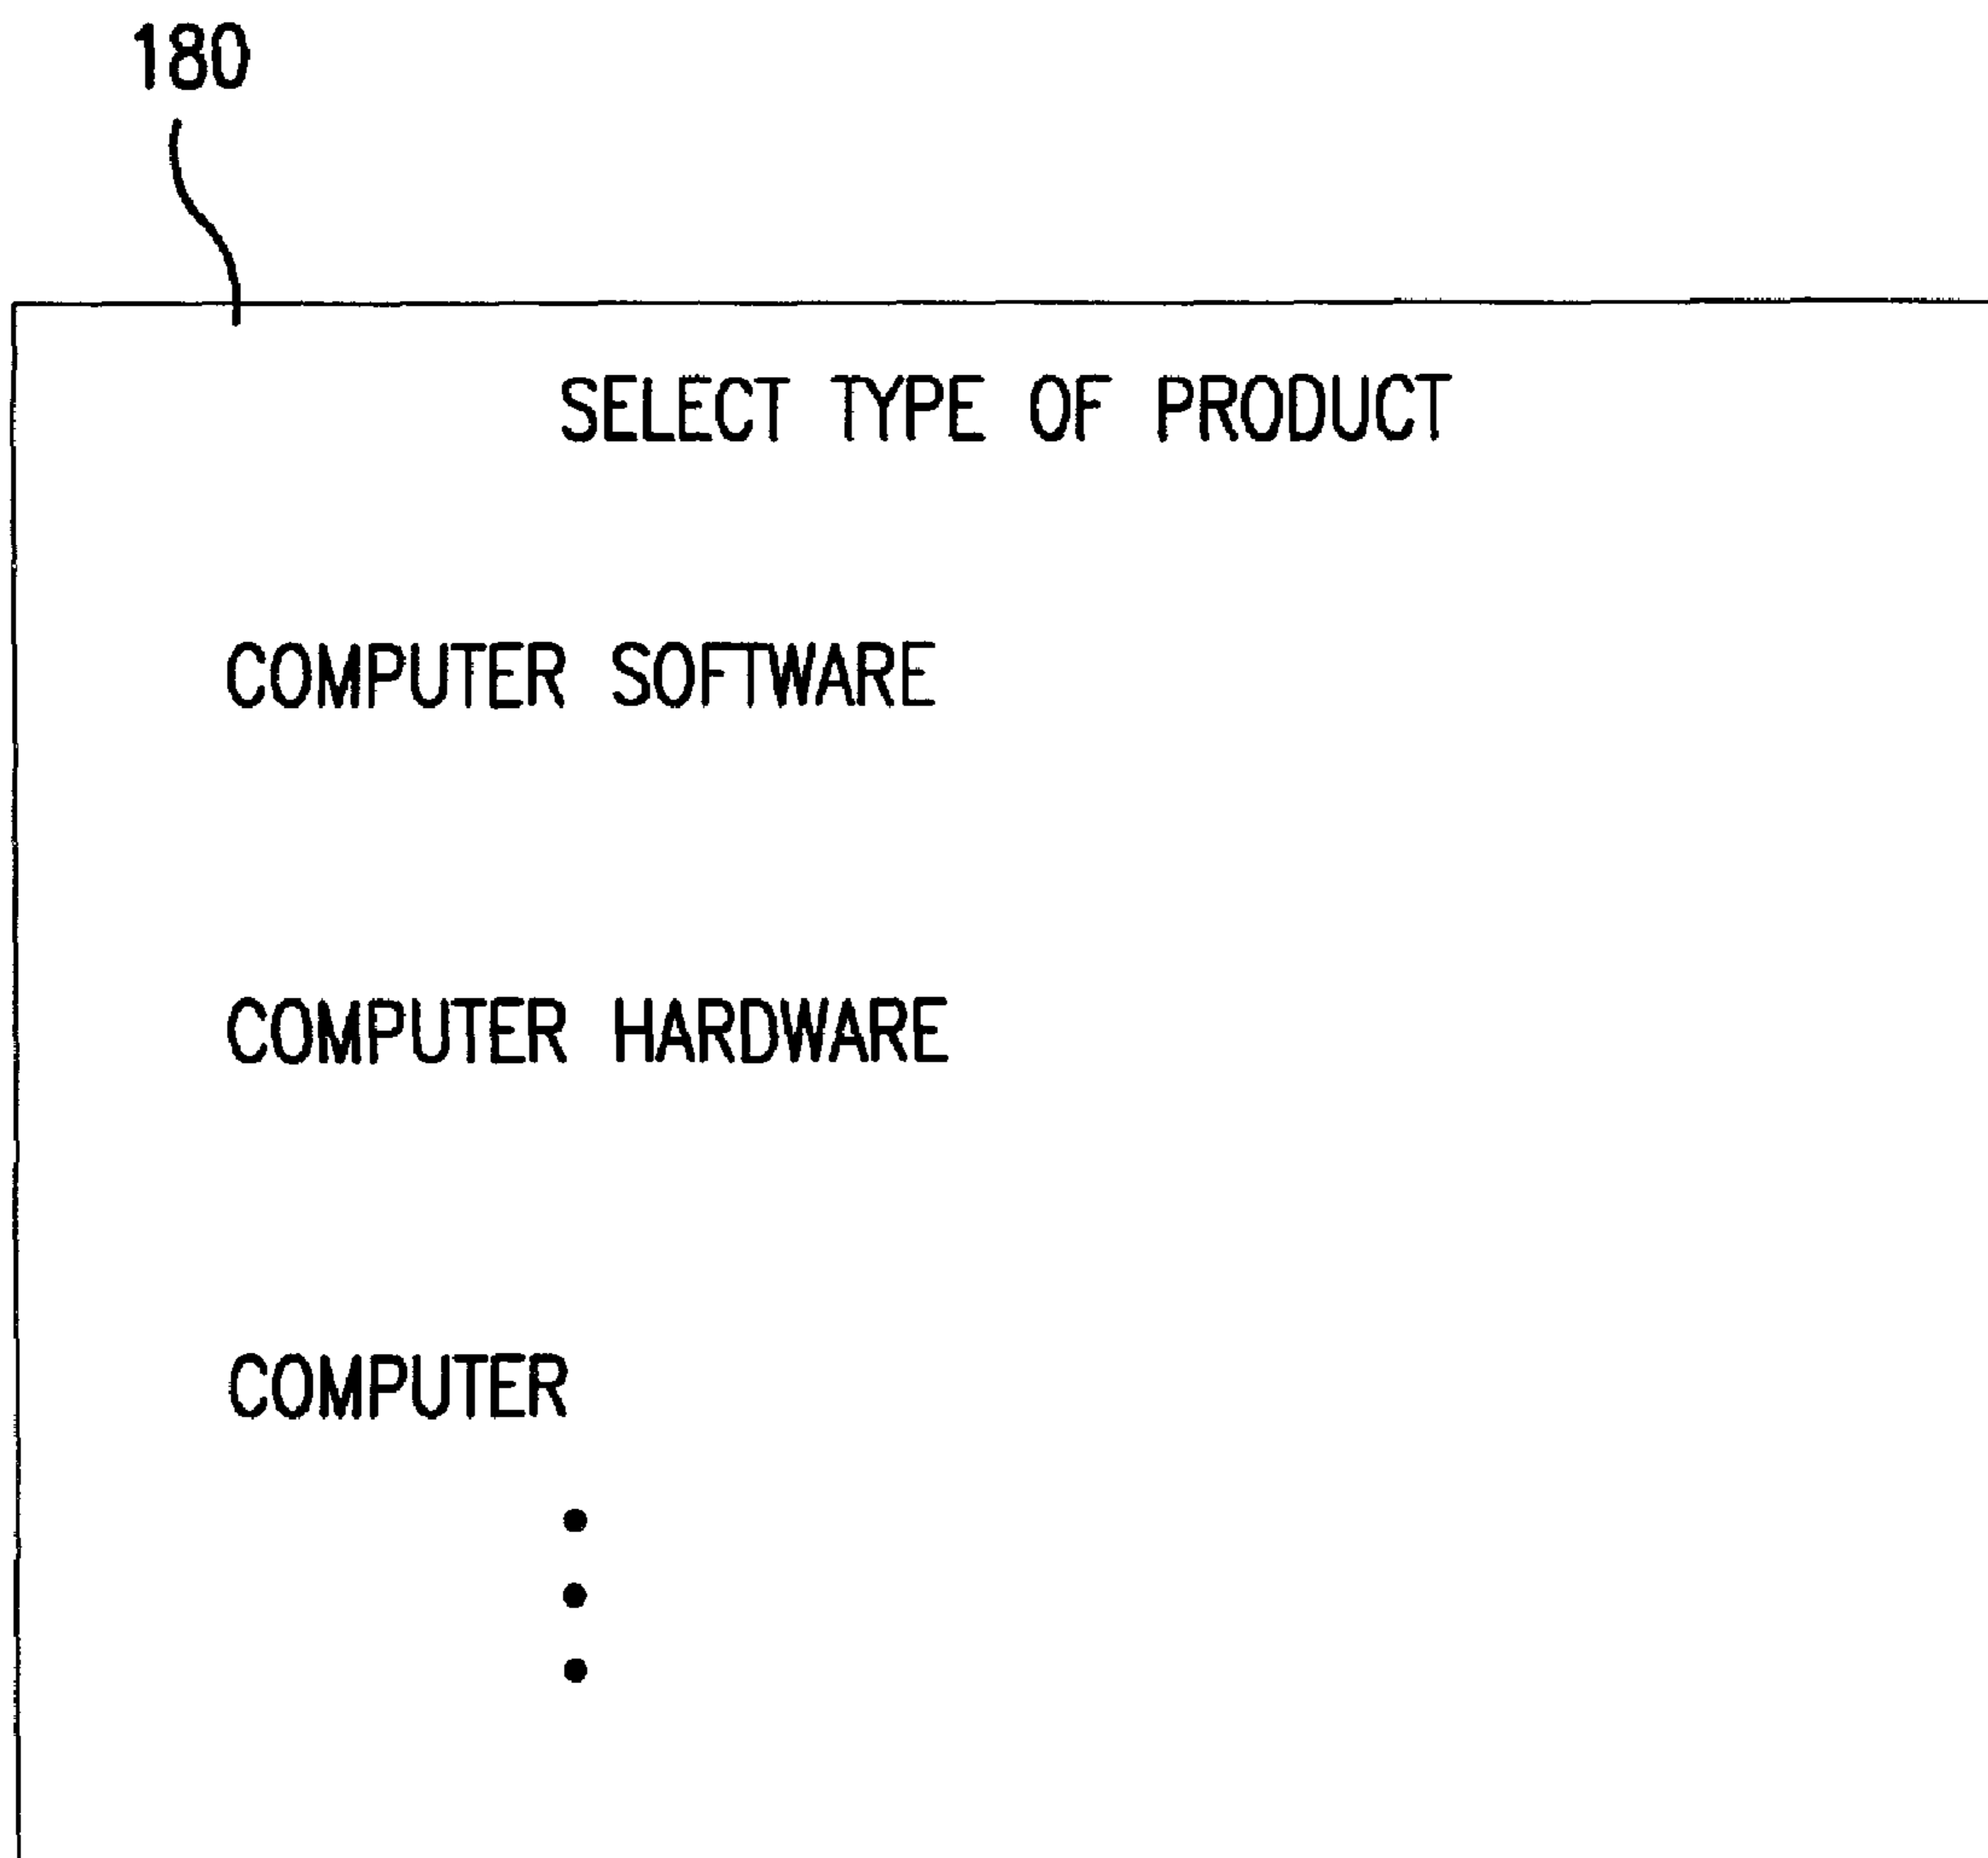 180
SELECT TYPE OF PRODUCT
COMPUTER SOFTWARE
COMPUTER HARDWARE
COMPUTER